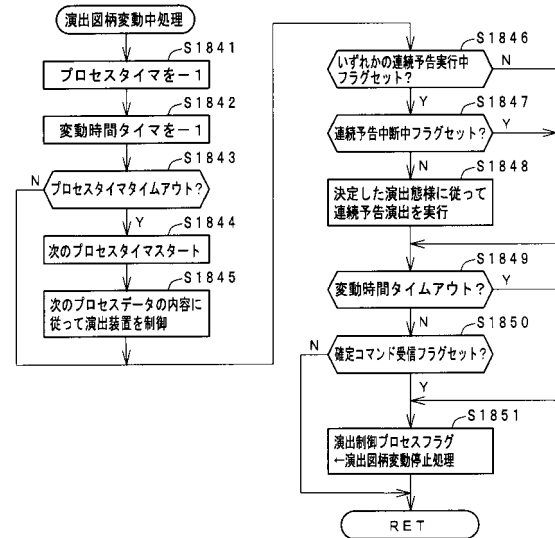 演出図柄変動中処理
S1841
プロセスタイマを－1
S1842
変動時間タイマを－1
S1843
N
プロセスタイマタイムアウト？
Y
S1844
次のプロセスタイマスタート
S1845
次のプロセスデータの内容に
従って演出装置を制御
S1846
いずれかの連続予告実行中
フラグセット？
N
Y
S1847
連続予告中断中フラグセット？
Y
N
S1848
決定した演出態様に従って
連続予告演出を実行
S1849
変動時間タイムアウト？
Y
N
S1850
N
確定コマンド受信フラグセット？
Y
S1851
演出制御プロセスフラグ
←演出図柄変動停止処理
RET